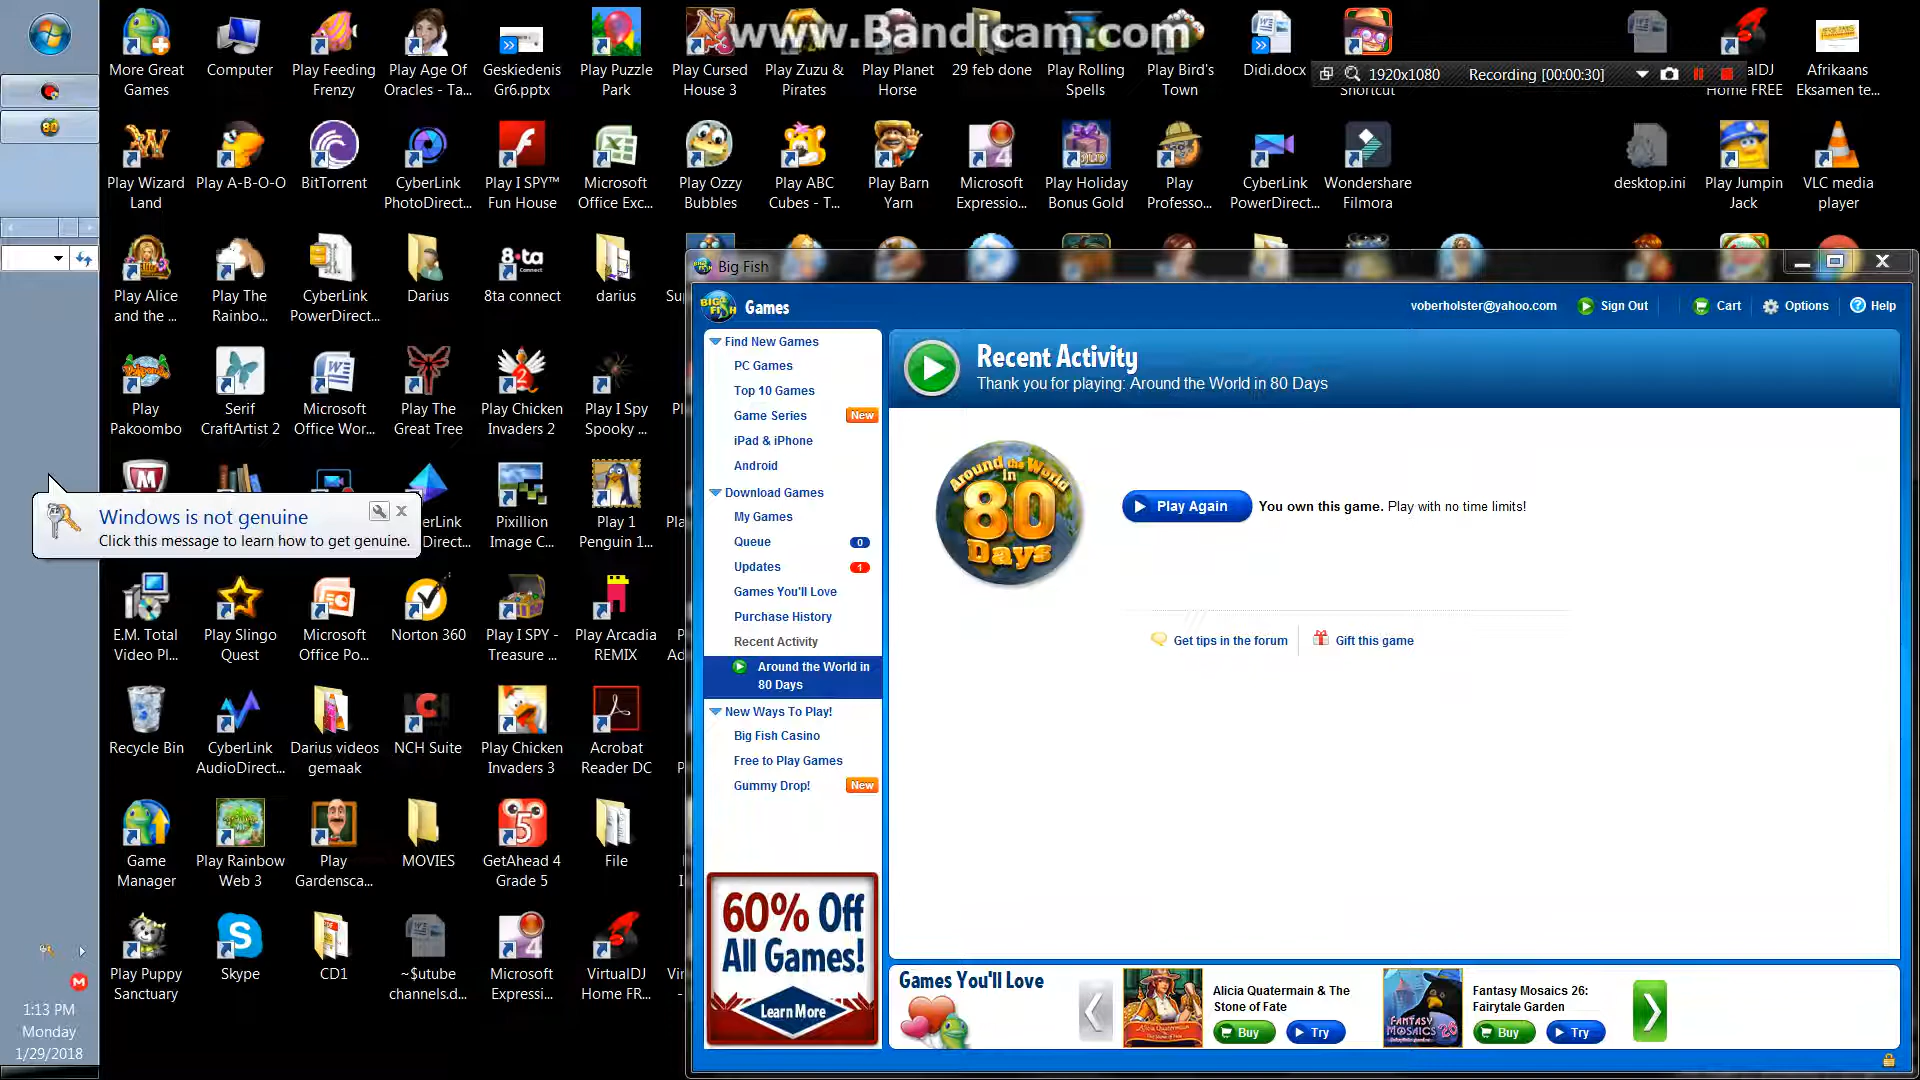 www.Bandicam.com
1920x1080 Recording [00:00:30]
More Great
Games
Computer
Play Feeding
Frenzy
Play Age Of
Oracles - Ta...
Geskiedenis
Gr6.pptx
Play Puzzle
Park
Play Cursed
House 3
Play Zuzu &
Pirates
Play Planet
Horse
29 feb done
Play Rolling
Spells
Play Bird's
Town
Didi.docx
Shortcut
Home FREE
Afrikaans
Eksamen te...
Play Wizard
Land
Play A-B-O-O
BitTorrent
CyberLink
PhotoDirect...
Play I SPY™
Fun House
Microsoft
Office Exc...
Play Ozzy
Bubbles
Play ABC
Cubes - T...
Play Barn
Yarn
Microsoft
Expressio...
Play Holiday
Bonus Gold
Play
Professo...
CyberLink
PowerDirect...
Wondershare
Filmora
desktop.ini
Play Jumpin
Jack
VLC media
player
Play Alice
and the ...
Play The
Rainbo...
CyberLink
PowerDirect...
Darius
8·ta
Connect
8ta connect
darius
Play
Pakoombo
Serif
CraftArtist 2
Microsoft
Office Wor...
Play The
Great Tree
Play Chicken
Invaders 2
Play I Spy
Spooky ...
Windows is not genuine
Click this message to learn how to get genuine.
Pixillion
Image C...
Play 1
Penguin 1...
E.M. Total
Video Pl...
Play Slingo
Quest
Microsoft
Office Po...
Norton 360
Play I SPY -
Treasure ...
Play Arcadia
REMIX
Recycle Bin
CyberLink
AudioDirect...
Darius videos
gemaak
NCH Suite
Play Chicken
Invaders 3
Acrobat
Reader DC
Game
Manager
Play Rainbow
Web 3
Play
Gardensca...
MOVIES
GetAhead 4
Grade 5
File
Play Puppy
Sanctuary
Skype
CD1
~$utube
channels.d...
Microsoft
Expressi...
VirtualDJ
Home FR...
1:13 PM
Monday
1/29/2018
Big Fish
BIG FISH Games
voberholster@yahoo.com Sign Out Cart Options Help
Find New Games
PC Games
Top 10 Games
Game Series New
iPad & iPhone
Android
Download Games
My Games
Queue 0
Updates 1
Games You'll Love
Purchase History
Recent Activity
Around the World in
80 Days
New Ways To Play!
Big Fish Casino
Free to Play Games
Gummy Drop! New
60% Off
All Games!
Learn More
Recent Activity
Thank you for playing: Around the World in 80 Days
Around the World
in
80
Days
Play Again You own this game. Play with no time limits!
Get tips in the forum Gift this game
Games You'll Love
Alicia Quatermain & The
Stone of Fate
Buy Try
FANTASY
MOSAICS 26
Fantasy Mosaics 26:
Fairytale Garden
Buy Try